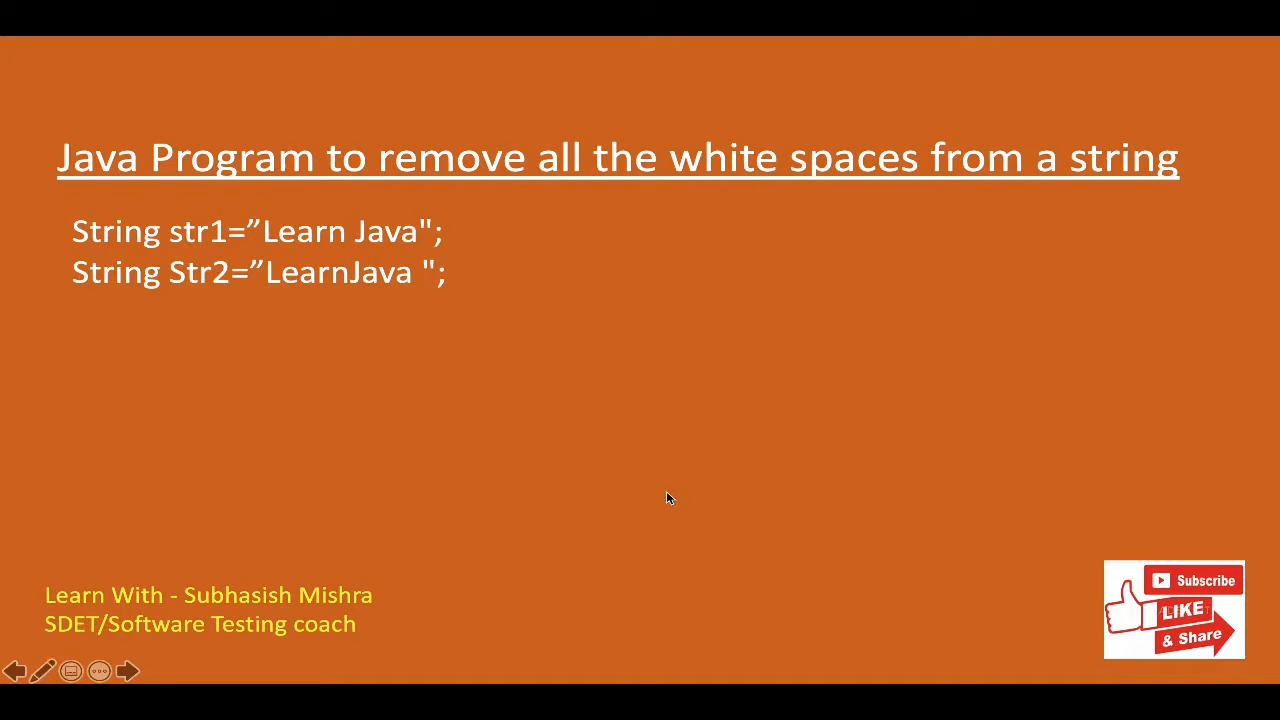 Java Program to remove all the white spaces from a string
String str1=”Learn Java";
String Str2=”LearnJava ";
Learn With - Subhasish Mishra
SDET/Software Testing coach
Subscribe
LIKE
& Share